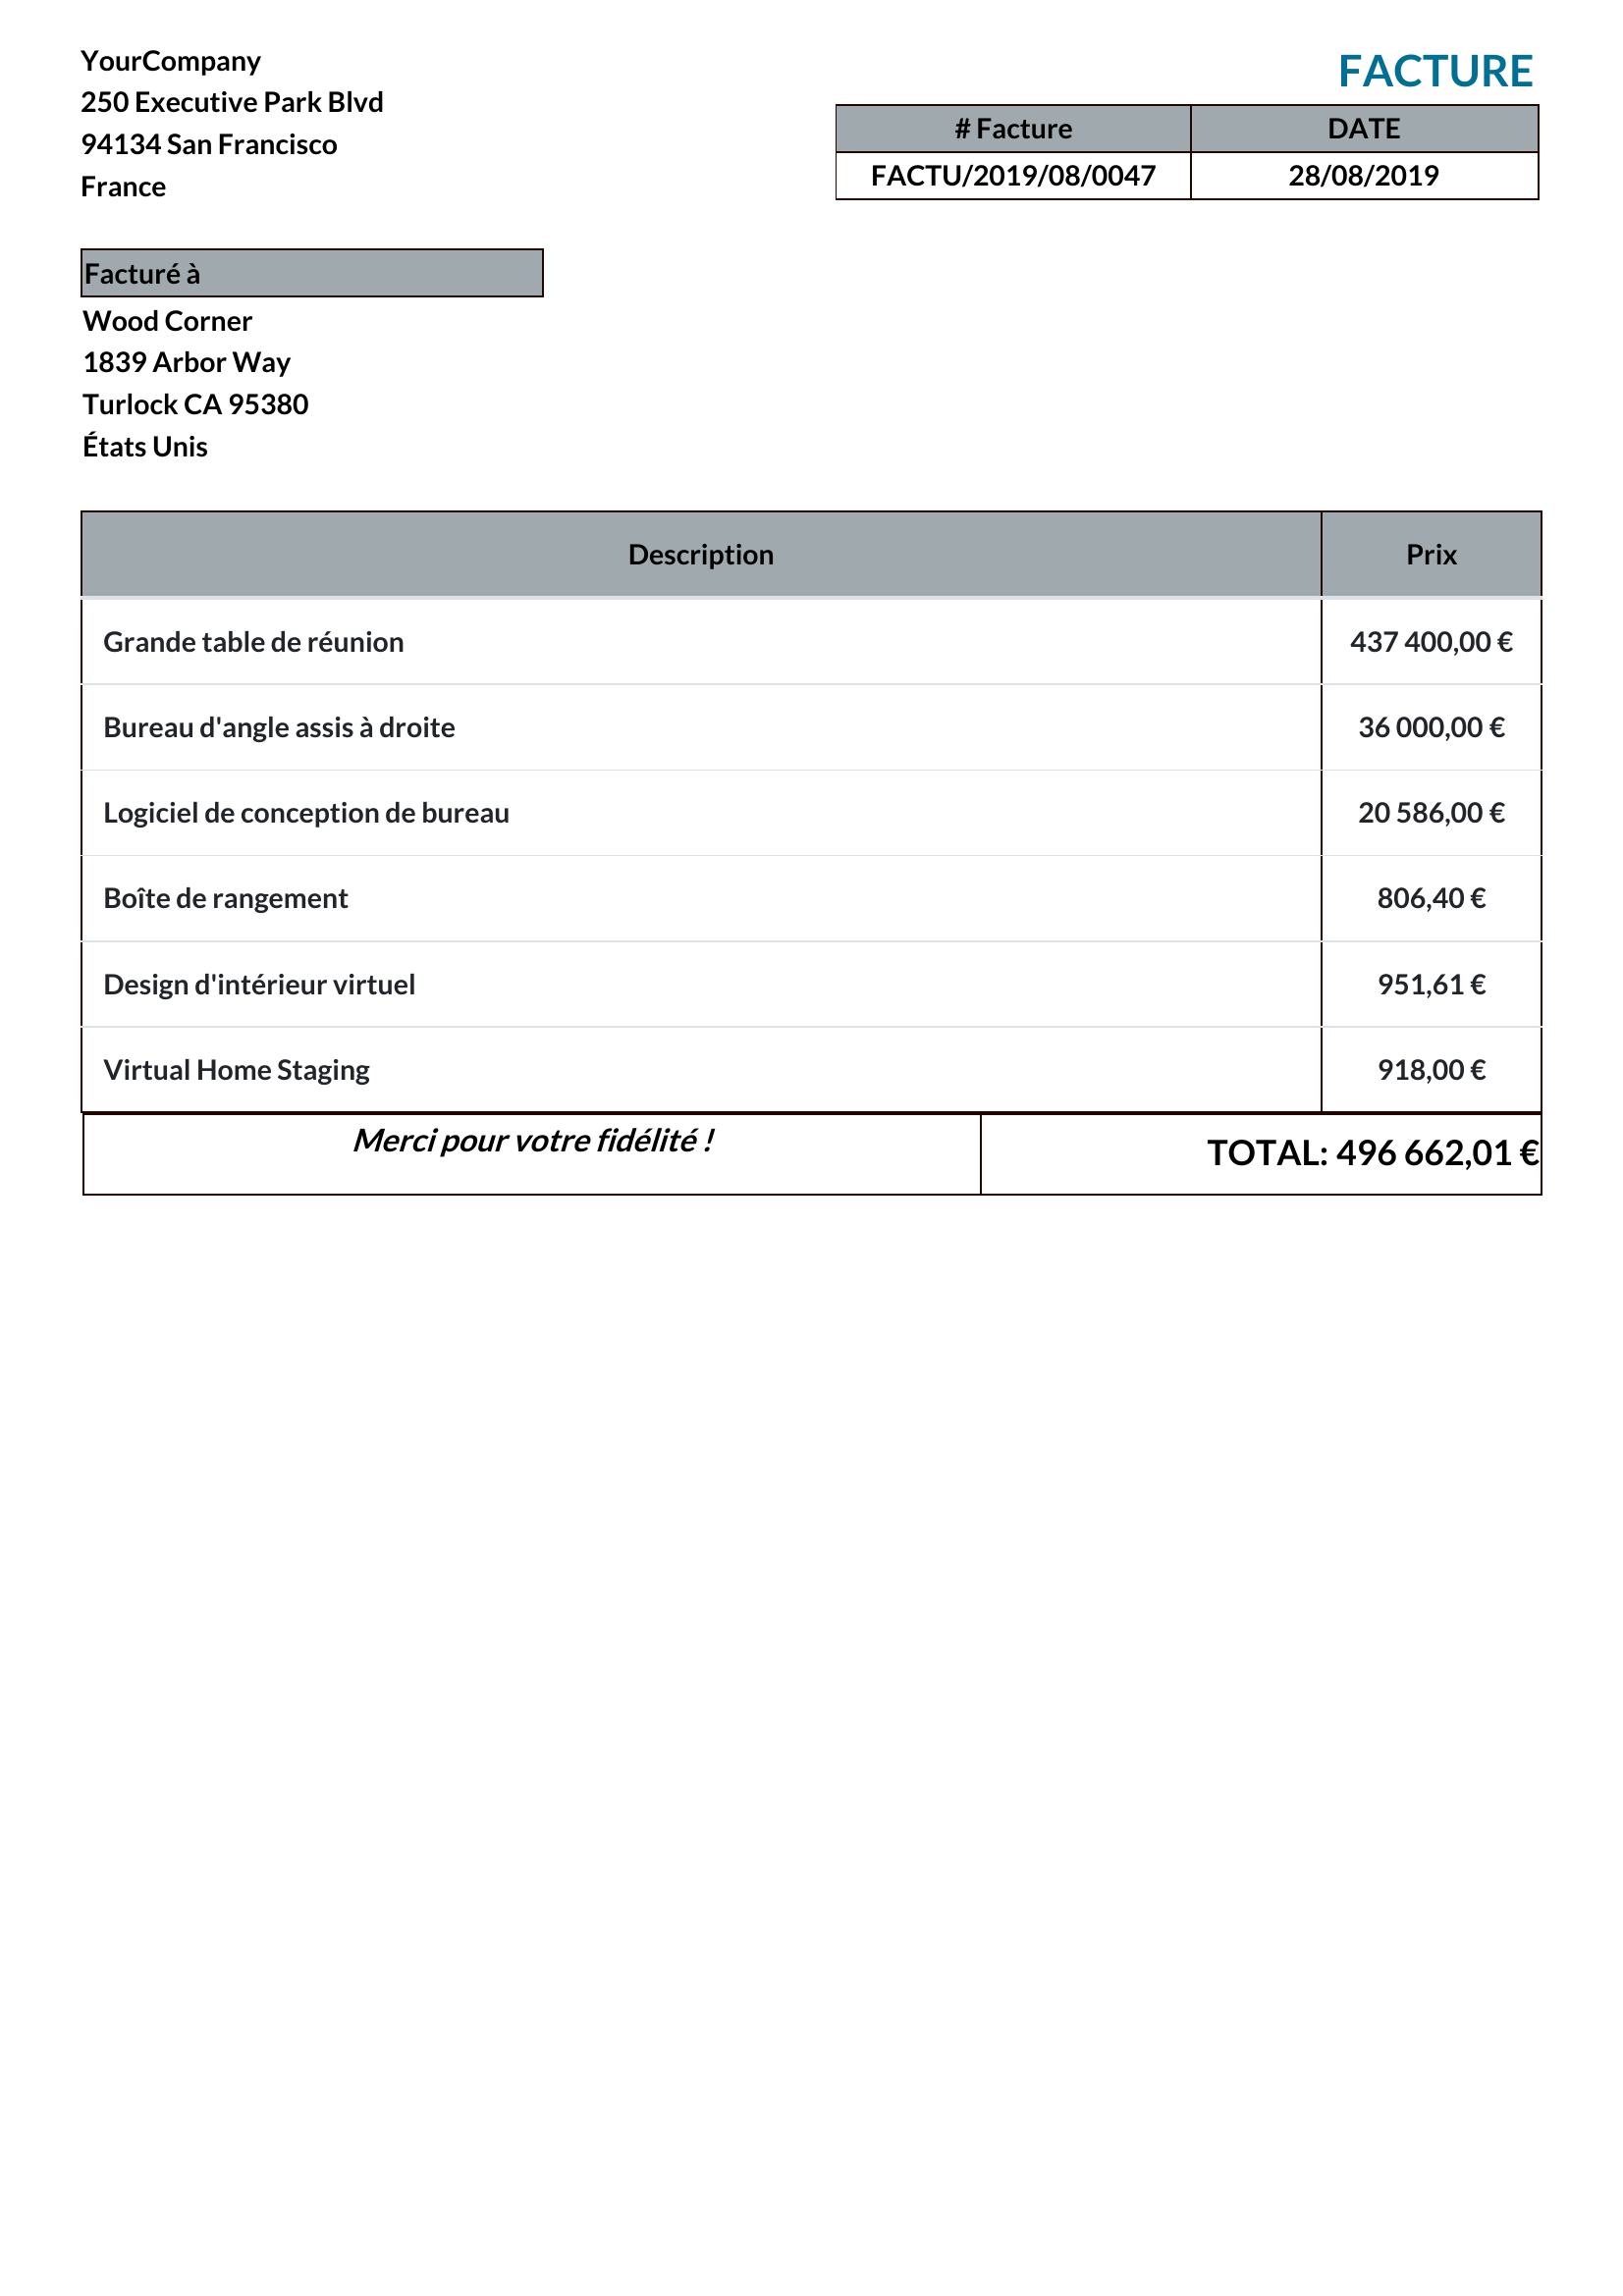 YourCompany
250 Executive Park Blvd
94134 San Francisco
France
FACTURE
# Facture DATE
FACTU/2019/08/0047 28/08/2019
Facturé à
Wood Corner
1839 Arbor Way
Turlock CA 95380
États Unis
Description Prix
Grande table de réunion 437 400,00 €
Bureau d'angle assis à droite 36 000,00 €
Logiciel de conception de bureau 20 586,00 €
Boîte de rangement 806,40 €
Design d'intérieur virtuel 951,61 €
Virtual Home Staging 918,00 €
Merci pour votre fidélité !
TOTAL: 496 662,01 €